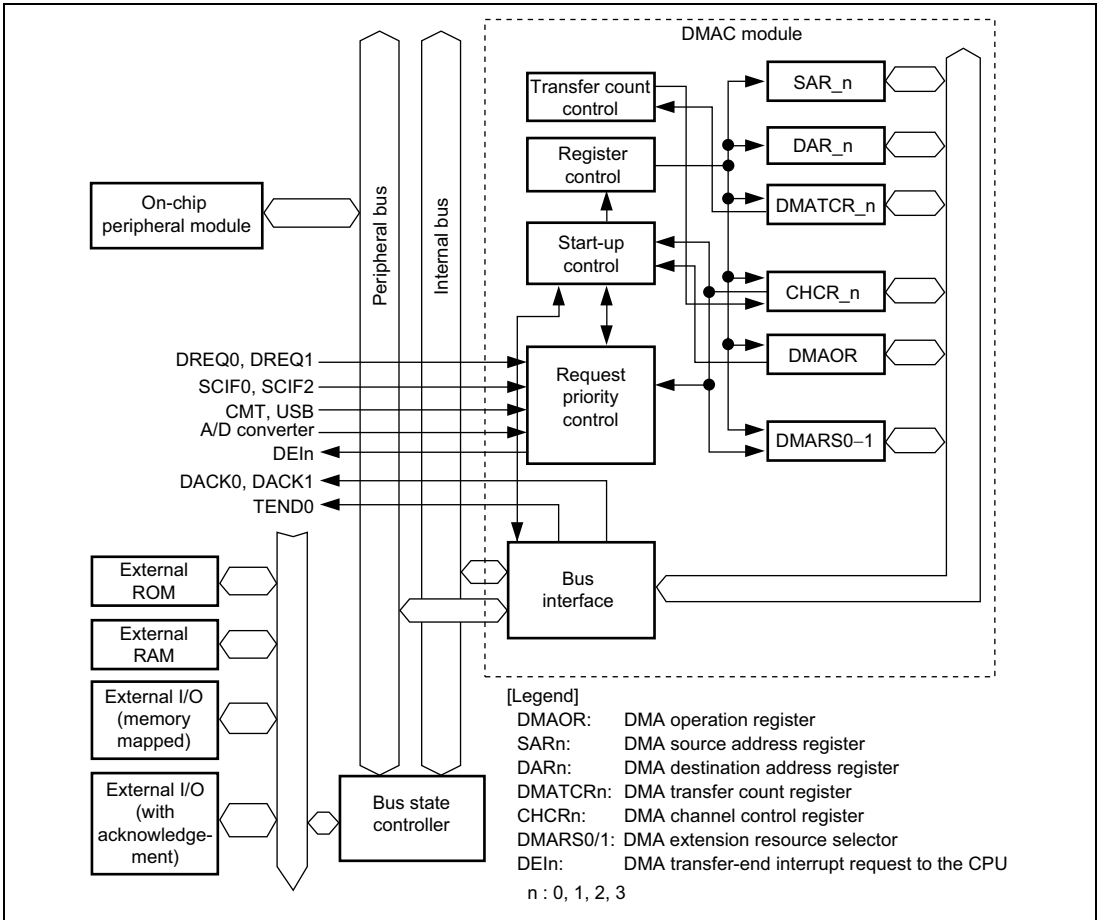 DMAC module
Transfer count
control
SAR_n
Register
control
DAR_n
On-chip
peripheral module
DMATCR_n
Peripheral bus
Internal bus
Start-up
control
CHCR_n
DMAOR
DREQ0, DREQ1
SCIF0, SCIF2
CMT, USB
A/D converter
DEIn
DACK0, DACK1
TEND0
Request
priority
control
DMARS0−1
External
ROM
External
RAM
External I/O
(memory
mapped)
External I/O
(with
acknowledge-
ment)
Bus
interface
Bus state
controller
[Legend]
DMAOR: DMA operation register
SARn: DMA source address register
DARn: DMA destination address register
DMATCRn: DMA transfer count register
CHCRn: DMA channel control register
DMARS0/1: DMA extension resource selector
DEIn: DMA transfer-end interrupt request to the CPU
n : 0, 1, 2, 3